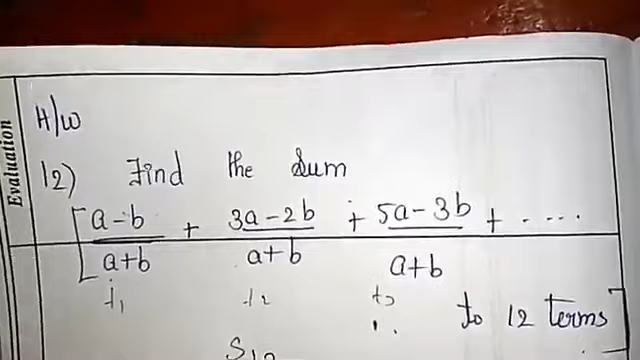 Evaluation
H/W
12) Find the Sum
[a-b/a+b + 3a-2b/a+b + 5a-3b/a+b + ....
t1 t2 t3
to 12 terms]
S12